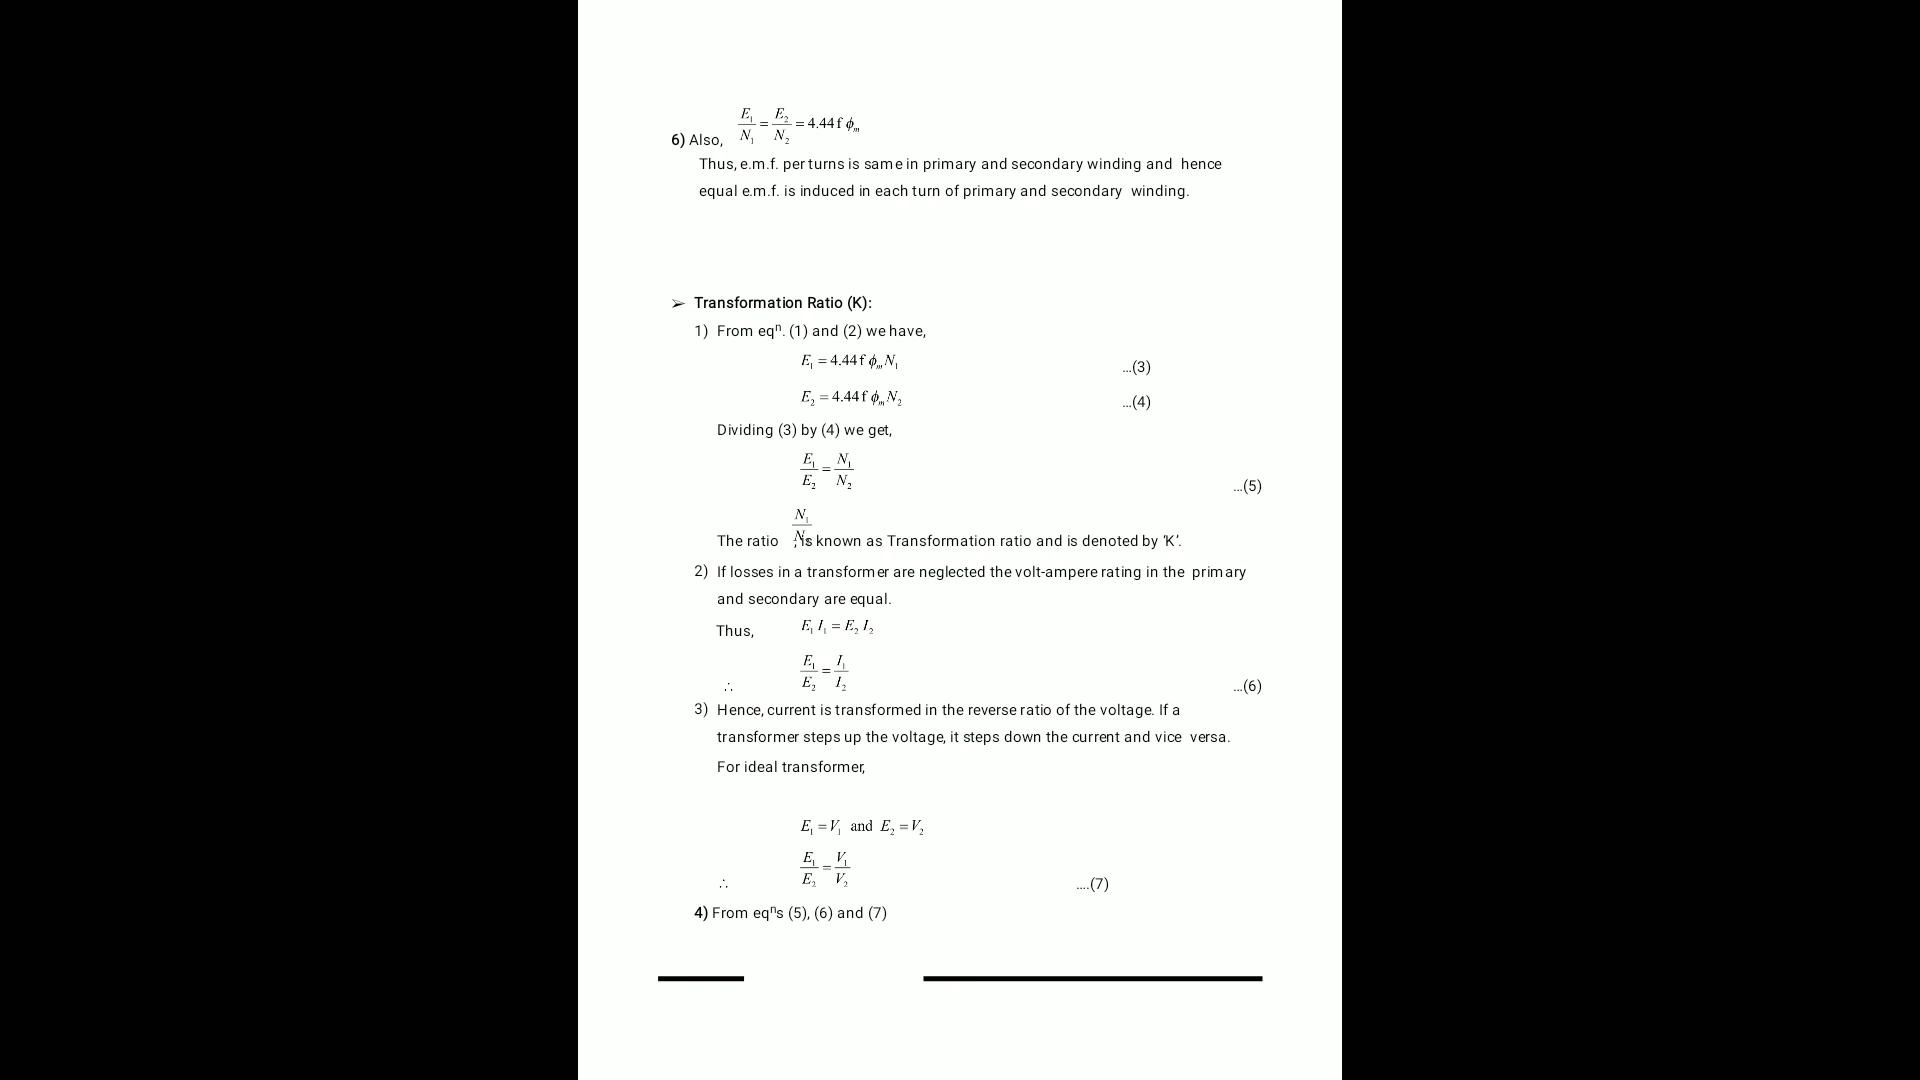 6) Also, E₁/N₁ = E₂/N₂ = 4.44 f ϕₘ
Thus, e.m.f. per turns is same in primary and secondary winding and hence
equal e.m.f. is induced in each turn of primary and secondary winding.
➢ Transformation Ratio (K):
1) From eqⁿ. (1) and (2) we have,
E₁ = 4.44 f ϕₘ N₁ ...(3)
E₂ = 4.44 f ϕₘ N₂ ...(4)
Dividing (3) by (4) we get,
E₁/E₂ = N₁/N₂ ...(5)
The ratio N₁/N₂, is known as Transformation ratio and is denoted by ‘K’.
2) If losses in a transformer are neglected the volt-ampere rating in the primary
and secondary are equal.
Thus, E₁ I₁ = E₂ I₂
∴ E₁/E₂ = I₁/I₂ ...(6)
3) Hence, current is transformed in the reverse ratio of the voltage. If a
transformer steps up the voltage, it steps down the current and vice versa.
For ideal transformer,
E₁ = V₁ and E₂ = V₂
∴ E₁/E₂ = V₁/V₂ ....(7)
4) From eqⁿs (5), (6) and (7)